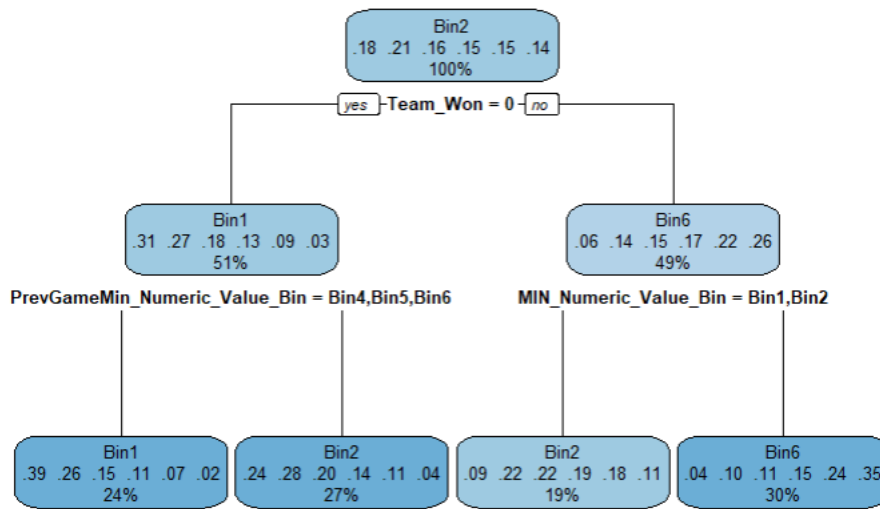 Bin2
.18 .21 .16 .15 .15 .14
100%
yes Team_Won = 0 no
Bin1
.31 .27 .18 .13 .09 .03
51%
Bin6
.06 .14 .15 .17 .22 .26
49%
PrevGameMin_Numeric_Value_Bin = Bin4,Bin5,Bin6
MIN_Numeric_Value_Bin = Bin1,Bin2
Bin1
.39 .26 .15 .11 .07 .02
24%
Bin2
.24 .28 .20 .14 .11 .04
27%
Bin2
.09 .22 .22 .19 .18 .11
19%
Bin6
.04 .10 .11 .15 .24 .35
30%